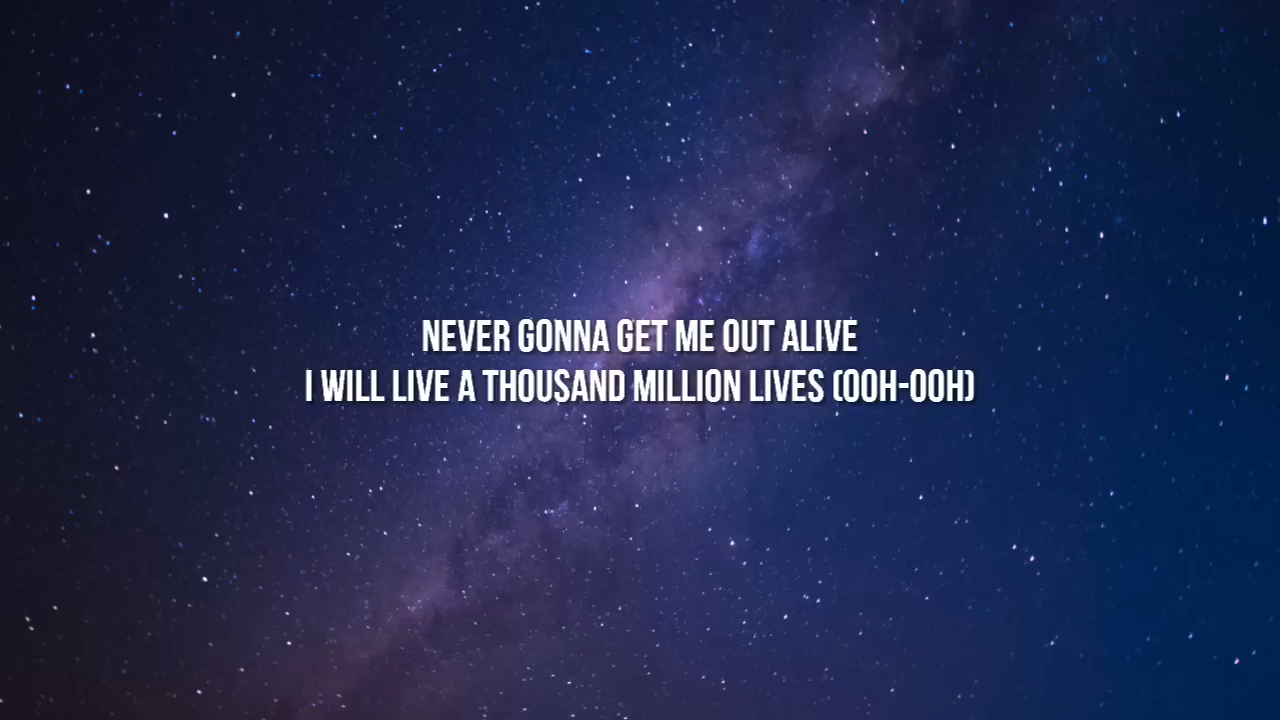 NEVER GONNA GET ME OUT ALIVE
I WILL LIVE A THOUSAND MILLION LIVES (OOH-OOH)